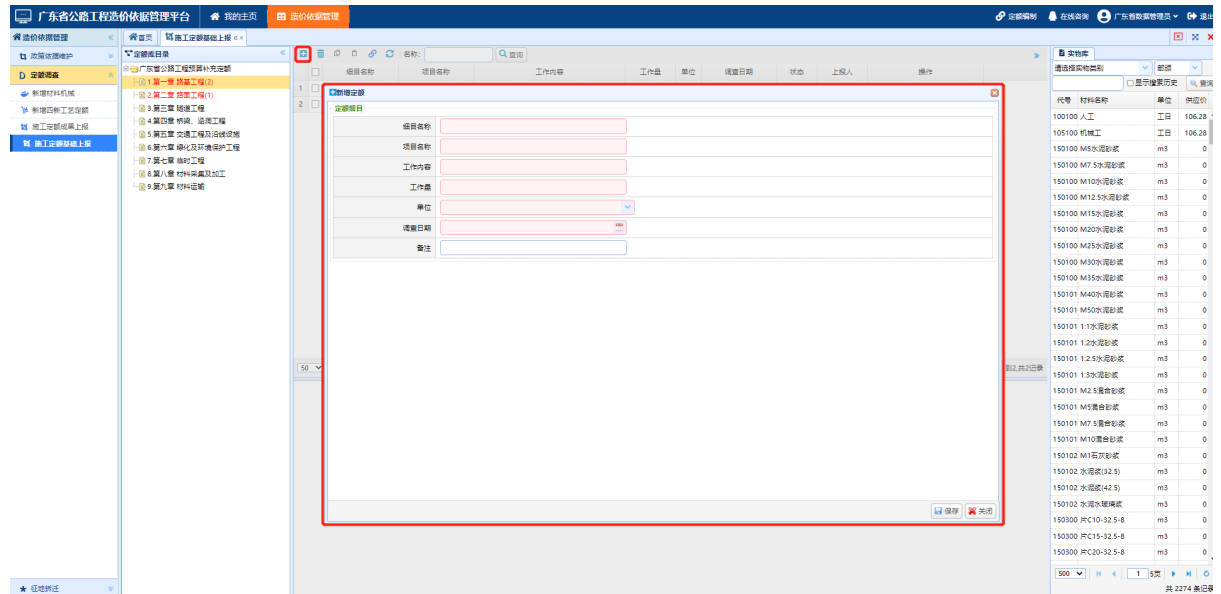 广东省公路工程造价依据管理平台 我的主页 造价依据管理 定额编制 在线咨询 广东省数据管理员 退出
造价依据管理
政策依据维护
定额调查
新增材料机械
新增四新工艺定额
施工定额成果上报
施工定额基础上报
征地拆迁
首页 施工定额基础上报
定额库目录
广东省公路工程预算补充定额
1.第一章 路基工程(2)
2.第二章 路面工程(1)
3.第三章 隧道工程
4.第四章 桥梁、涵洞工程
5.第五章 交通工程及沿线设施
6.第六章 绿化及环境保护工程
7.第七章 临时工程
8.第八章 材料采集及加工
9.第九章 材料运输
名称: 查询
细目名称 项目名称 工作内容 工作量 单位 调查日期 状态 上报人 操作
1
2
新增定额
定额细目
细目名称
项目名称
工作内容
工作量
单位
调查日期
备注
保存 关闭
50
到2,共2记录
实物库
请选择实物类别 部颁
显示搜索历史 查询
代号 材料名称 单位 供应价
100100 人工 工日 106.28
105100 机械工 工日 106.28
150100 M5水泥砂浆 m3 0
150100 M7.5水泥砂浆 m3 0
150100 M10水泥砂浆 m3 0
150100 M12.5水泥砂浆 m3 0
150100 M15水泥砂浆 m3 0
150100 M20水泥砂浆 m3 0
150100 M25水泥砂浆 m3 0
150100 M30水泥砂浆 m3 0
150100 M35水泥砂浆 m3 0
150101 M40水泥砂浆 m3 0
150101 M50水泥砂浆 m3 0
150101 1:1水泥砂浆 m3 0
150101 1:2水泥砂浆 m3 0
150101 1:2.5水泥砂浆 m3 0
150101 1:3水泥砂浆 m3 0
150101 M2.5混合砂浆 m3 0
150101 M5混合砂浆 m3 0
150101 M7.5混合砂浆 m3 0
150101 M10混合砂浆 m3 0
150102 M1石灰砂浆 m3 0
150102 水泥浆(32.5) m3 0
150102 水泥浆(42.5) m3 0
150102 水泥水玻璃浆 m3 0
150300 片C10-32.5-8 m3 0
150300 片C15-32.5-8 m3 0
150300 片C20-32.5-8 m3 0
500 1 5页
共 2274 条记录